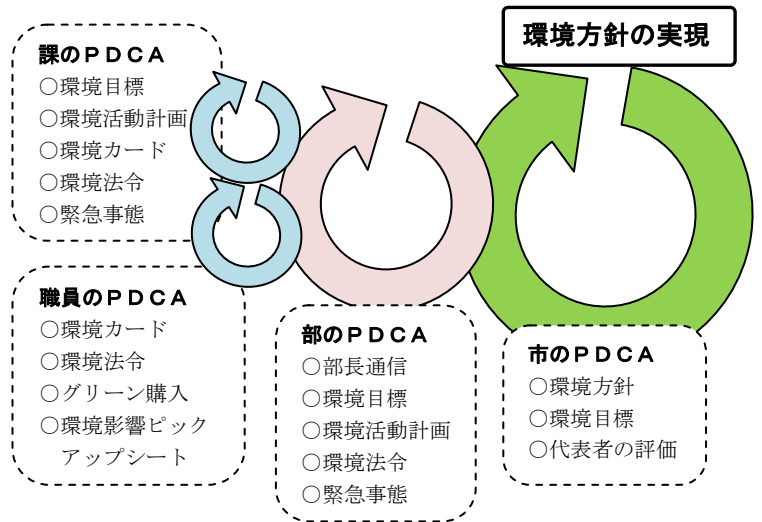 環境方針の実現
課のＰＤＣＡ
○環境目標
○環境活動計画
○環境カード
○環境法令
○緊急事態
職員のＰＤＣＡ
○環境カード
○環境法令
○グリーン購入
○環境影響ピック
アップシート
部のＰＤＣＡ
○部長通信
○環境目標
○環境活動計画
○環境法令
○緊急事態
市のＰＤＣＡ
○環境方針
○環境目標
○代表者の評価